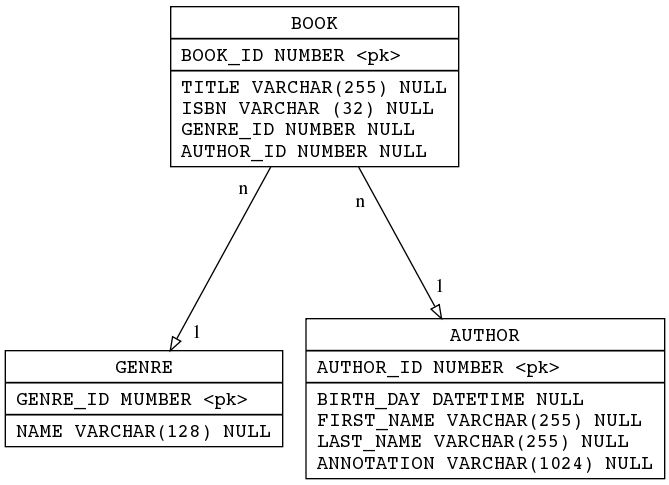 BOOK
BOOK_ID NUMBER <pk>
TITLE VARCHAR(255) NULL
ISBN VARCHAR (32) NULL
GENRE_ID NUMBER NULL
AUTHOR_ID NUMBER NULL
n
n
1
1
GENRE
GENRE_ID MUMBER <pk>
NAME VARCHAR(128) NULL
AUTHOR
AUTHOR_ID NUMBER <pk>
BIRTH_DAY DATETIME NULL
FIRST_NAME VARCHAR(255) NULL
LAST_NAME VARCHAR(255) NULL
ANNOTATION VARCHAR(1024) NULL